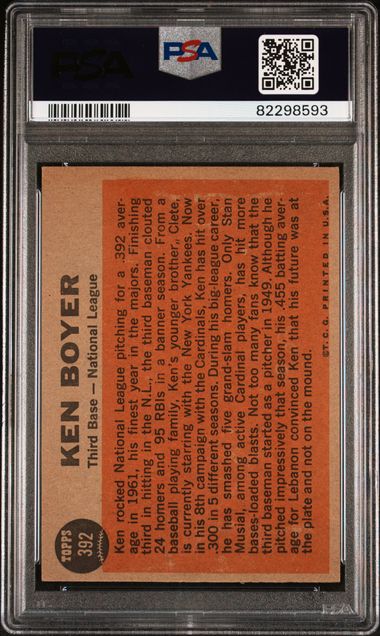 PSA
PSA
82298593
TOPPS
392
KEN BOYER
Third Base — National League
Ken rocked National League pitching for a .392 aver-
age in 1961, his finest year in the majors. Finishing
third in hitting in the N.L., the third baseman clouted
24 homers and 95 RBIs in a banner season. From a
baseball playing family, Ken's younger brother, Clete,
is currently starring with the New York Yankees. Now
in his 8th campaign with the Cardinals, Ken has hit over
.300 in 5 different seasons. During his big-league career,
he has smashed five grand-slam homers. Only Stan
Musial, among active Cardinal players, has hit more
bases-loaded blasts. Not too many fans know that the
third baseman started as a pitcher in 1949. Although he
pitched impressively that season, his .455 batting aver-
age for Lebanon convinced Ken that his future was at
the plate and not on the mound.
©T.C.G. PRINTED IN U.S.A.